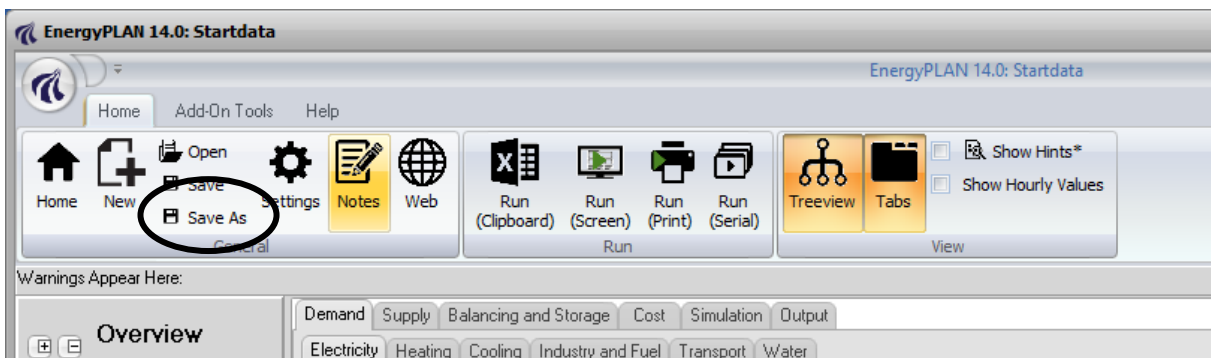 EnergyPLAN 14.0: Startdata
EnergyPLAN 14.0: Startdata
Home Add-On Tools Help
Open
Save
Save As
Home New Settings Notes Web
General
Run (Clipboard) Run (Screen) Run (Print) Run (Serial)
Run
Treeview Tabs
Show Hints*
Show Hourly Values
View
Warnings Appear Here:
Overview
Demand Supply Balancing and Storage Cost Simulation Output
Electricity Heating Cooling Industry and Fuel Transport Water